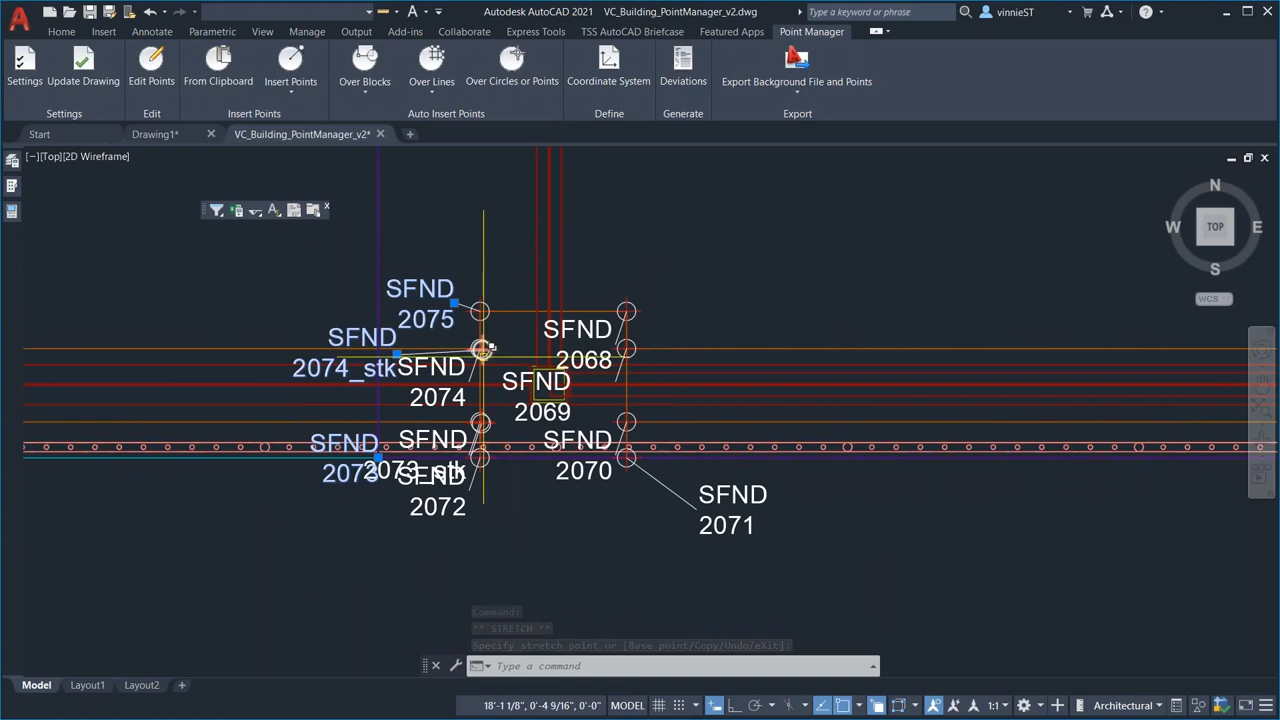 Autodesk AutoCAD 2021 VC_Building_PointManager_v2.dwg
Type a keyword or phrase
vinnieST
Home Insert Annotate Parametric View Manage Output Add-ins Collaborate Express Tools TSS AutoCAD Briefcase Featured Apps Point Manager
Settings Update Drawing Edit Points From Clipboard Insert Points Over Blocks Over Lines Over Circles or Points Coordinate System Deviations Export Background File and Points
Settings Edit Insert Points Auto Insert Points Define Generate Export
Start Drawing1* VC_Building_PointManager_v2*
[−][Top][2D Wireframe]
N
W TOP E
S
WCS
SFND
2075
SFND
2074_stk
SFND
2074
SFND
2068
SFND
2069
SFND
2073
SFND
2073_stk
SFND
2072
SFND
2070
SFND
2071
Command:
** STRETCH **
Specify stretch point or [Base point/Copy/Undo/eXit]:
Type a command
Model Layout1 Layout2
18'-1 1/8", 0'-4 9/16", 0'-0" MODEL 1:1 Architectural